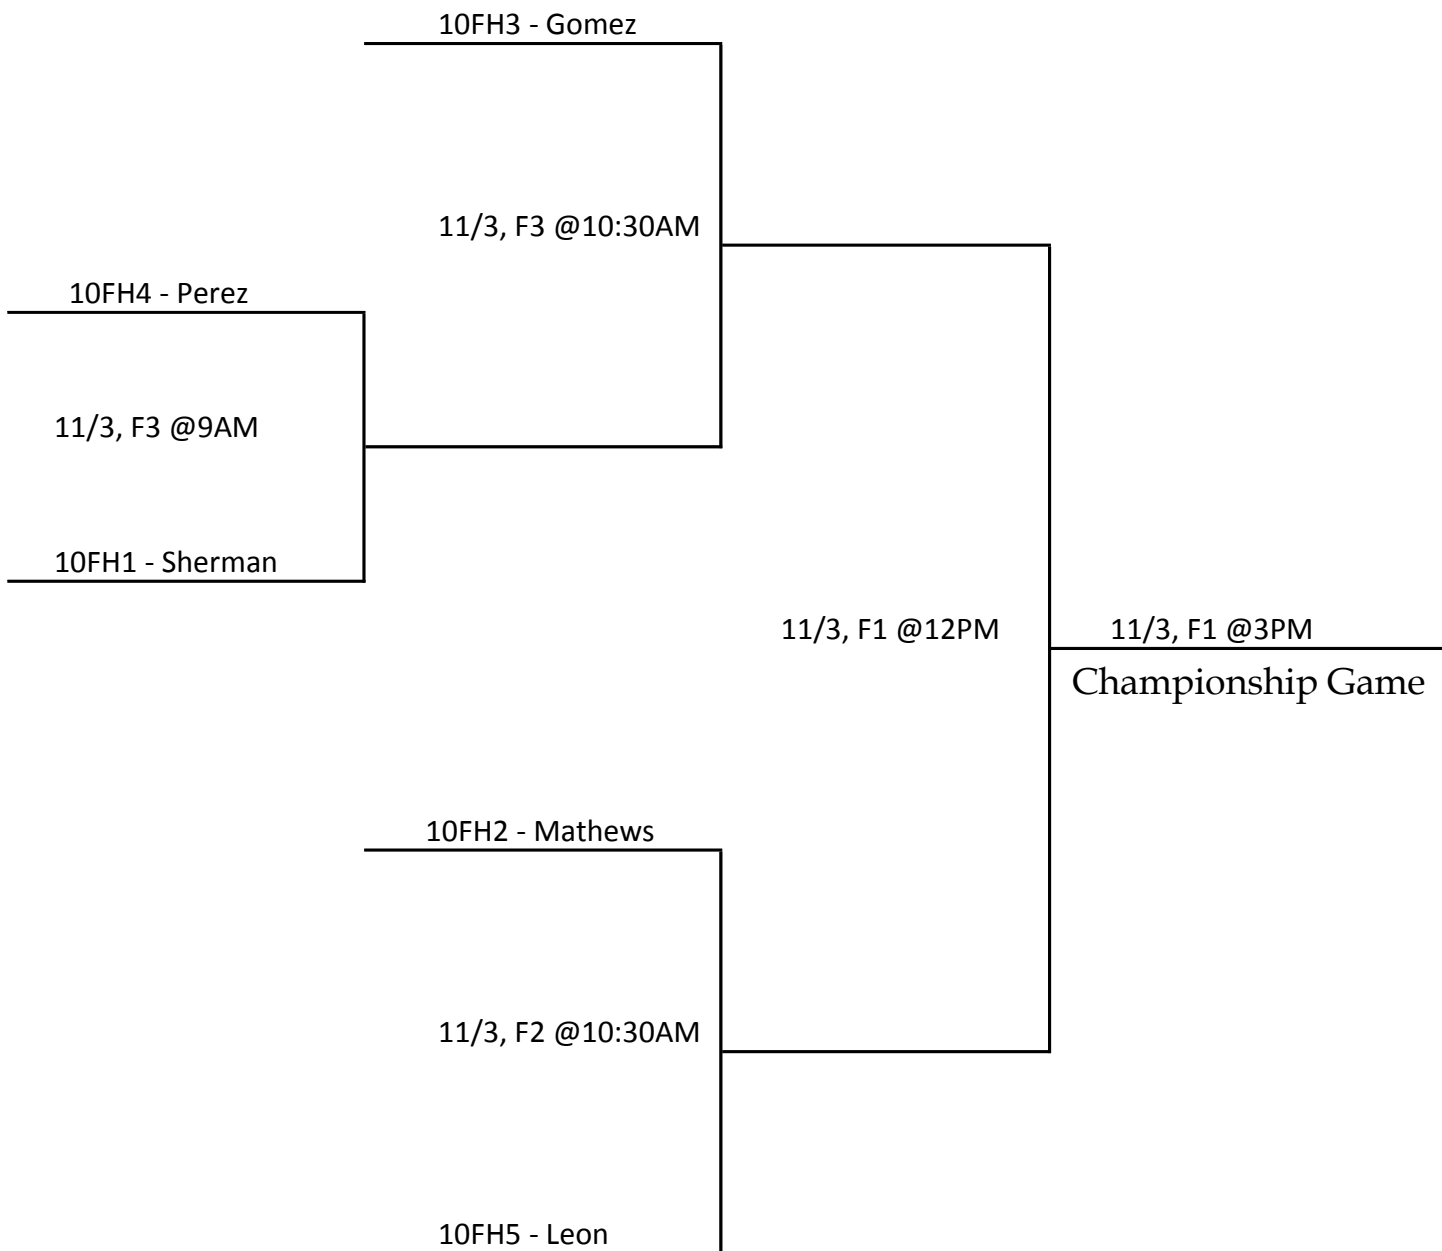 10FH3 - Gomez
11/3, F3 @10:30AM
10FH4 - Perez
11/3, F3 @9AM
10FH1 - Sherman
11/3, F1 @12PM
11/3, F1 @3PM
Championship Game
10FH2 - Mathews
11/3, F2 @10:30AM
10FH5 - Leon